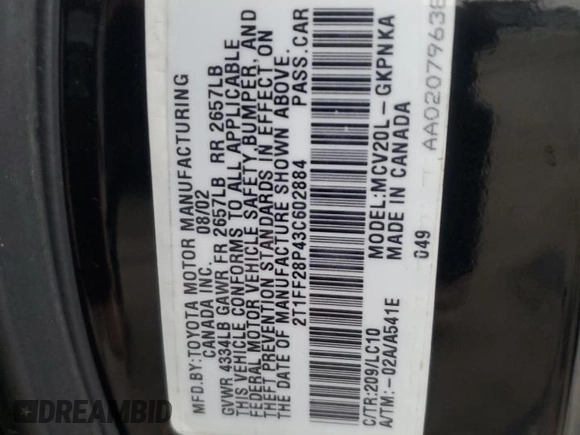 MFD.BY:TOYOTA MOTOR MANUFACTURING
CANADA INC. 08/02
GVWR 4334LB GAWR FR 2657LB RR 2657LB
THIS VEHICLE CONFORMS TO ALL APPLICABLE
FEDERAL MOTOR VEHICLE SAFETY, BUMPER, AND
THEFT PREVENTION STANDARDS IN EFFECT ON
THE DATE OF MANUFACTURE SHOWN ABOVE.
2T1FF28P43C602884 PASS.CAR
C/TR:209/LC10 MODEL:MCV20L-GKPNKA
A/TM:-02A/A541E MADE IN CANADA
049
AA02079638
DREAMBID